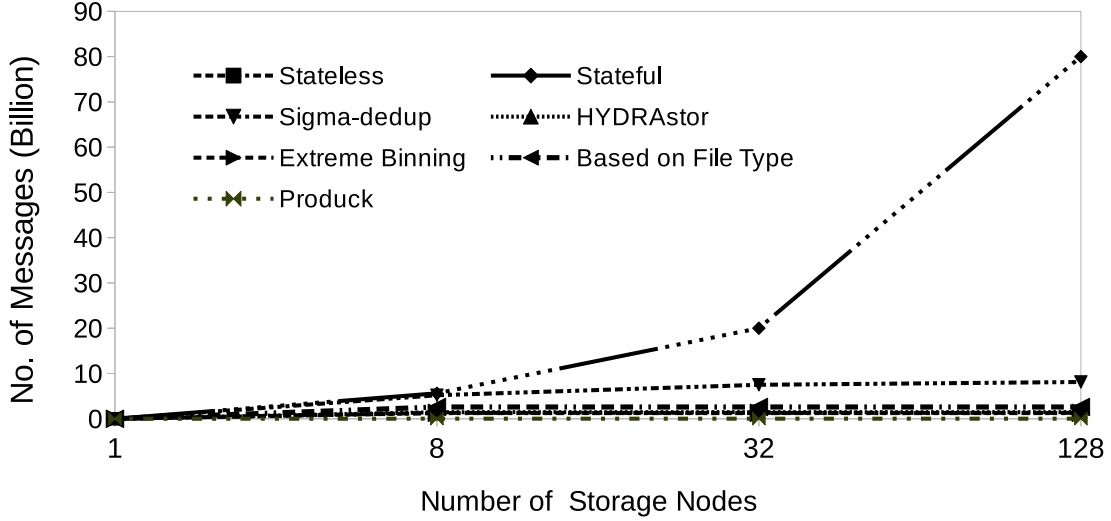 90
80
70
60
50
40
30
20
10
0
No. of Messages (Billion)
Stateless
Stateful
Sigma-dedup
HYDRAstor
Extreme Binning
Based on File Type
Produck
1
8
32
128
Number of  Storage Nodes